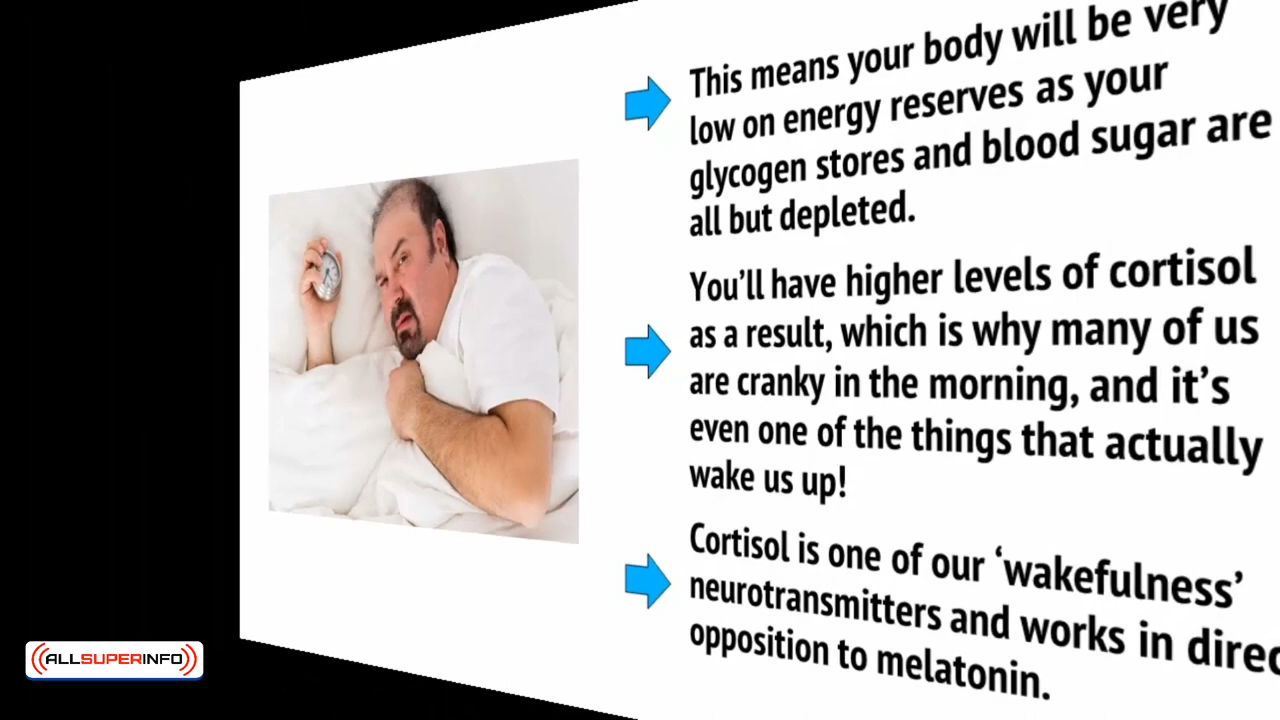 This means your body will be very
low on energy reserves as your
glycogen stores and blood sugar are
all but depleted.
You’ll have higher levels of cortisol
as a result, which is why many of us
are cranky in the morning, and it’s
even one of the things that actually
wake us up!
Cortisol is one of our ‘wakefulness’
neurotransmitters and works in direc
opposition to melatonin.
ALLSUPERINFO